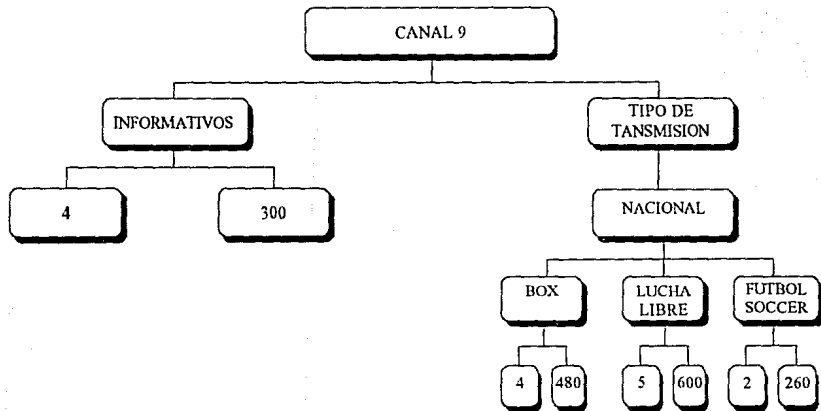 CANAL 9
INFORMATIVOS
TIPO DE
TANSMISION
4
300
NACIONAL
BOX
LUCHA
LIBRE
FUTBOL
SOCCER
4
480
5
600
2
260